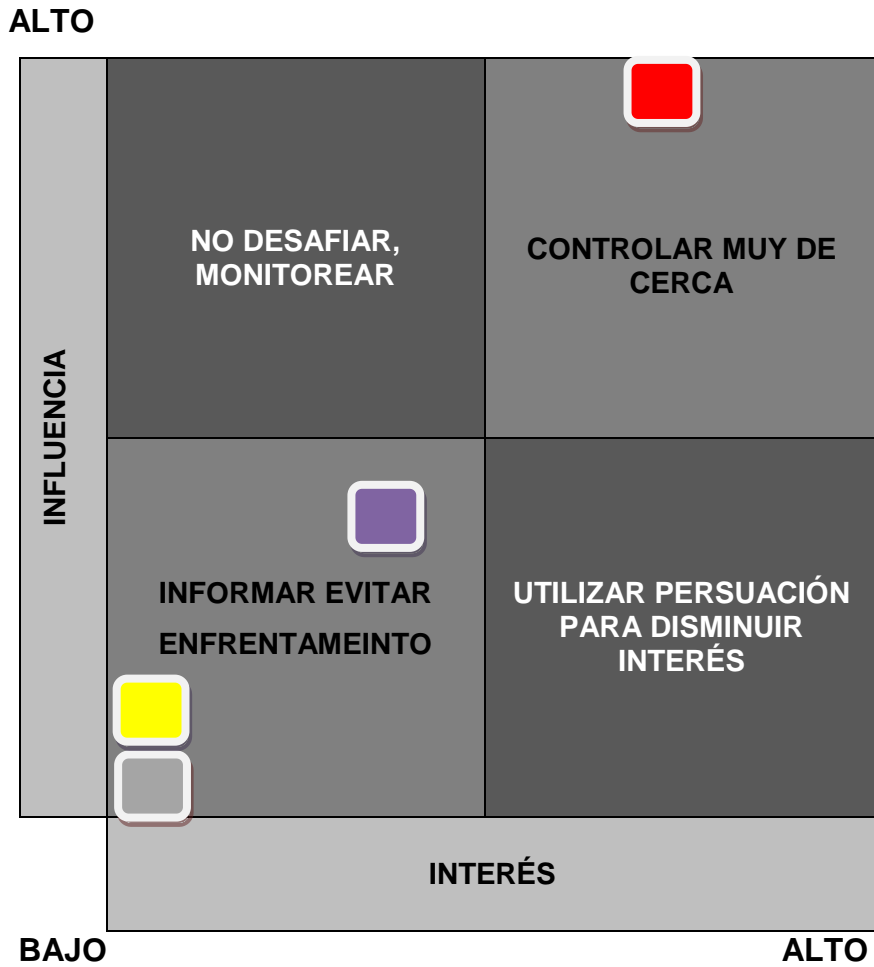 ALTO
NO DESAFIAR,
MONITOREAR
CONTROLAR MUY DE
CERCA
INFLUENCIA
INFORMAR EVITAR
ENFRENTAMEINTO
UTILIZAR PERSUACIÓN
PARA DISMINUIR
INTERÉS
INTERÉS
BAJO
ALTO